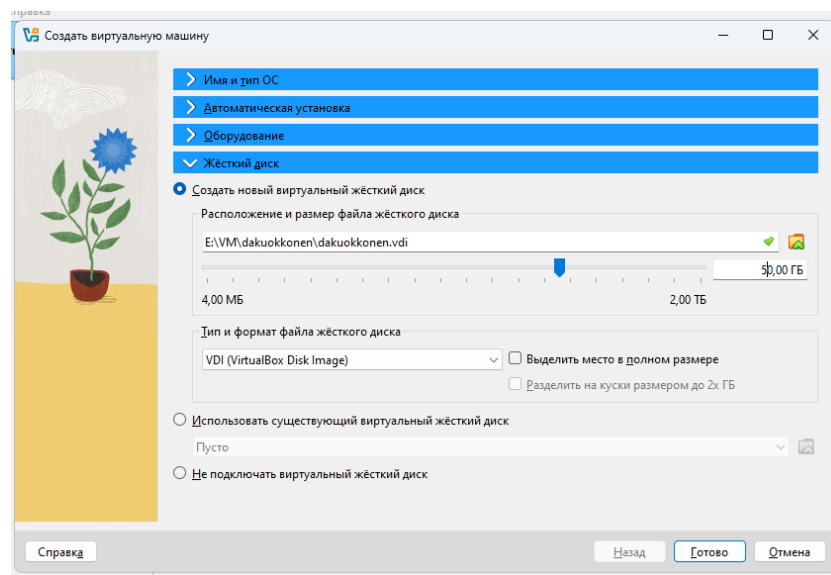 правка
Создать виртуальную машину
Имя и тип ОС
Автоматическая установка
Оборудование
Жёсткий диск
Создать новый виртуальный жёсткий диск
Расположение и размер файла жёсткого диска
E:\VM\dakuokkonen\dakuokkonen.vdi
50,00 ГБ
4,00 МБ 2,00 ТБ
Тип и формат файла жёсткого диска
VDI (VirtualBox Disk Image) Выделить место в полном размере
Разделить на куски размером до 2х ГБ
Использовать существующий виртуальный жёсткий диск
Пусто
Не подключать виртуальный жёсткий диск
Справка Назад Готово Отмена